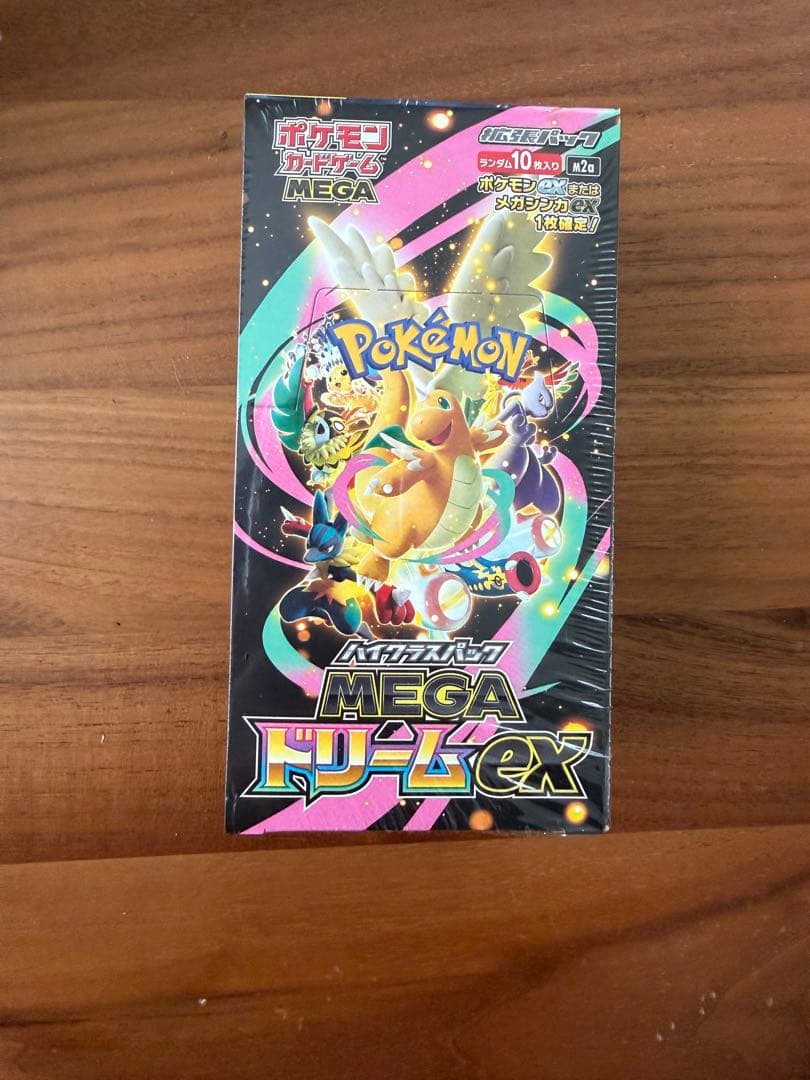 ポケモン
カードゲーム
MEGA
拡張パック
ランダム10枚入り
M2a
ポケモンexまたは
メガシンカex
1枚確定!
POKÉMON
ハイクラスパック
MEGA
ドリームex